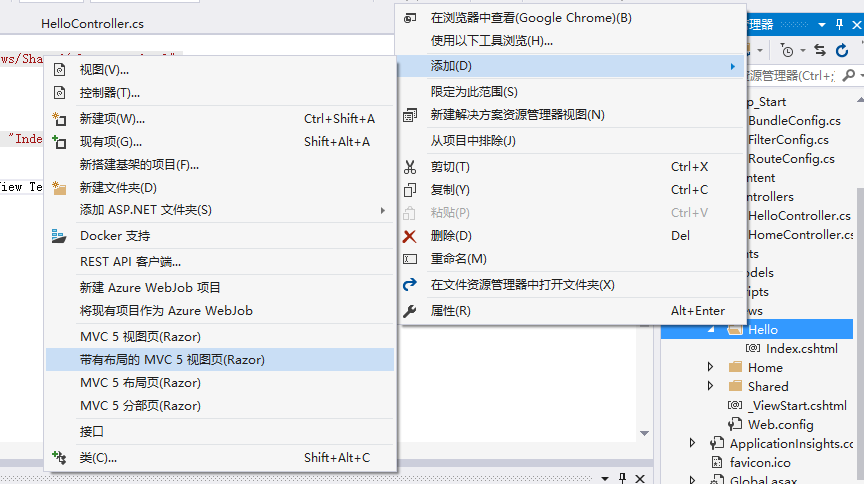 HelloController.cs
ws/Sha
"Inde
View Te
视图(V)...
控制器(T)...
新建项(W)... Ctrl+Shift+A
现有项(G)... Shift+Alt+A
新搭建基架的项目(F)...
新建文件夹(D)
添加 ASP.NET 文件夹(S)
Docker 支持
REST API 客户端...
新建 Azure WebJob 项目
将现有项目作为 Azure WebJob
MVC 5 视图页(Razor)
带有布局的 MVC 5 视图页(Razor)
MVC 5 布局页(Razor)
MVC 5 分部页(Razor)
接口
类(C)... Shift+Alt+C
在浏览器中查看(Google Chrome)(B)
使用以下工具浏览(H)...
添加(D)
限定为此范围(S)
新建解决方案资源管理器视图(N)
从项目中排除(J)
剪切(T) Ctrl+X
复制(Y) Ctrl+C
粘贴(P) Ctrl+V
删除(D) Del
重命名(M)
在文件资源管理器中打开文件夹(X)
属性(R) Alt+Enter
管理器
资源管理器(Ctrl+;
p_Start
BundleConfig.cs
FilterConfig.cs
RouteConfig.cs
ntent
ntrollers
HelloController.cs
HomeController.cs
nts
odels
ripts
ews
Hello
Index.cshtml
Home
Shared
_ViewStart.cshtml
Web.config
ApplicationInsights.co
favicon.ico
Global.asax